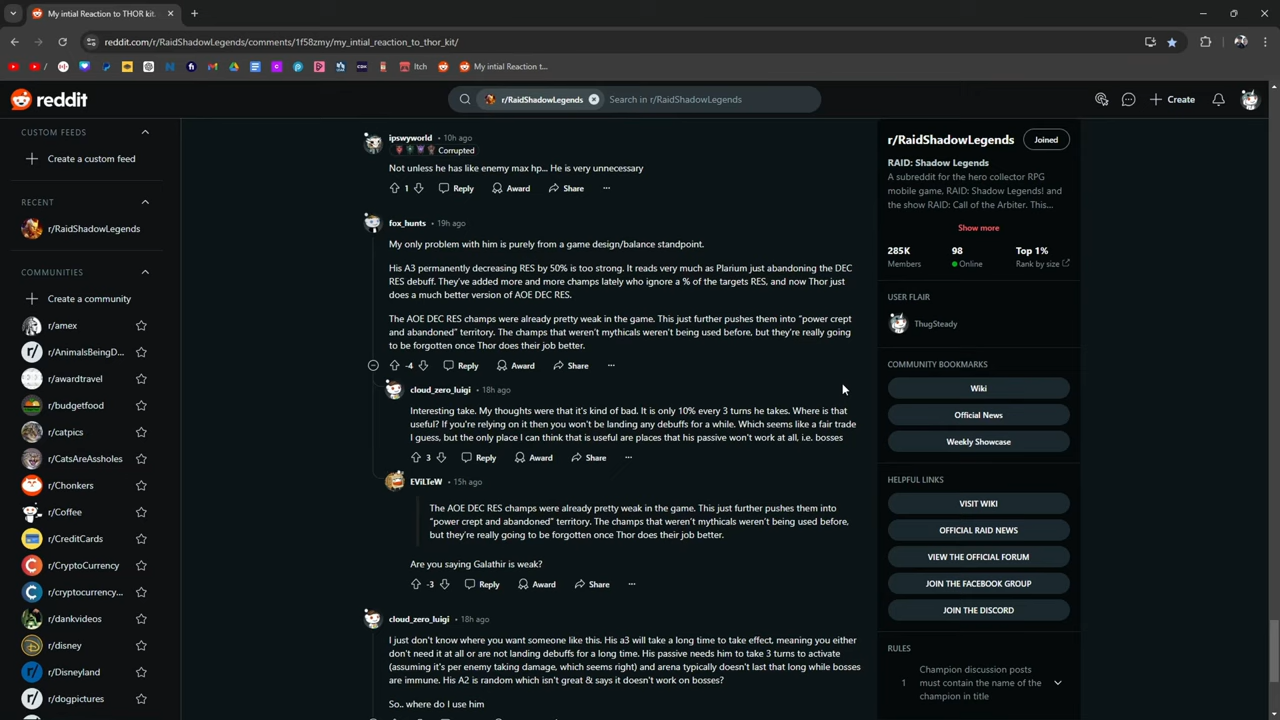 My intial Reaction to THOR kit.
reddit.com/r/RaidShadowLegends/comments/1f58zmy/my_intial_reaction_to_thor_kit/
Itch
My intial Reaction t...
reddit
r/RaidShadowLegends
Search in r/RaidShadowLegends
Create
CUSTOM FEEDS
Create a custom feed
RECENT
r/RaidShadowLegends
COMMUNITIES
Create a community
r/amex
r/AnimalsBeingD...
r/awardtravel
r/budgetfood
r/catpics
r/CatsAreAssholes
r/Chonkers
r/Coffee
r/CreditCards
r/CryptoCurrency
r/cryptocurrency...
r/dankvideos
r/disney
r/Disneyland
r/dogpictures
ipswyworld • 10h ago
Corrupted
Not unless he has like enemy max hp... He is very unnecessary
1 Reply Award Share
fox_hunts • 19h ago
My only problem with him is purely from a game design/balance standpoint.
His A3 permanently decreasing RES by 50% is too strong. It reads very much as Plarium just abandoning the DEC
RES debuff. They've added more and more champs lately who ignore a % of the targets RES, and now Thor just
does a much better version of AOE DEC RES.
The AOE DEC RES champs were already pretty weak in the game. This just further pushes them into "power crept
and abandoned" territory. The champs that weren't mythicals weren't being used before, but they're really going
to be forgotten once Thor does their job better.
-4 Reply Award Share
cloud_zero_luigi • 18h ago
Interesting take. My thoughts were that it's kind of bad. It is only 10% every 3 turns he takes. Where is that
useful? If you're relying on it then you won't be landing any debuffs for a while. Which seems like a fair trade
I guess, but the only place I can think that is useful are places that his passive won't work at all, i.e. bosses
3 Reply Award Share
EViLTeW • 15h ago
The AOE DEC RES champs were already pretty weak in the game. This just further pushes them into
"power crept and abandoned" territory. The champs that weren't mythicals weren't being used before,
but they're really going to be forgotten once Thor does their job better.
Are you saying Galathir is weak?
-3 Reply Award Share
cloud_zero_luigi • 18h ago
I just don't know where you want someone like this. His a3 will take a long time to take effect, meaning you either
don't need it at all or are not landing debuffs for a long time. His passive needs him to take 3 turns to activate
(assuming it's per enemy taking damage, which seems right) and arena typically doesn't last that long while bosses
are immune. His A2 is random which isn't great & says it doesn't work on bosses?
So.. where do I use him
r/RaidShadowLegends
Joined
RAID: Shadow Legends
A subreddit for the hero collector RPG
mobile game, RAID: Shadow Legends! and
the show RAID: Call of the Arbiter. This...
Show more
285K 98 Top 1%
Members Online Rank by size
USER FLAIR
ThugSteady
COMMUNITY BOOKMARKS
Wiki
Official News
Weekly Showcase
HELPFUL LINKS
VISIT WIKI
OFFICIAL RAID NEWS
VIEW THE OFFICIAL FORUM
JOIN THE FACEBOOK GROUP
JOIN THE DISCORD
RULES
Champion discussion posts
1 must contain the name of the
champion in title